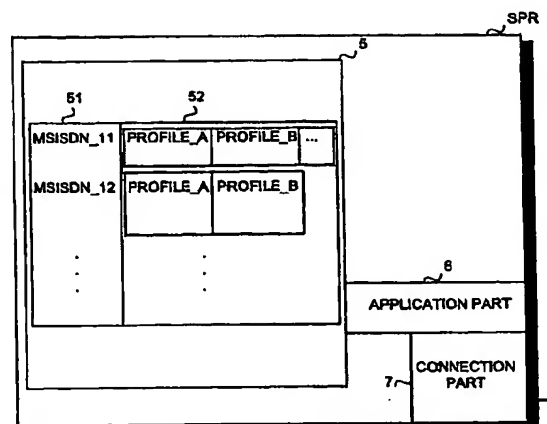 SPR
5
51 52
MSISDN_11 PROFILE_A PROFILE_B ...
MSISDN_12 PROFILE_A PROFILE_B
6
APPLICATION PART
7 CONNECTION
PART